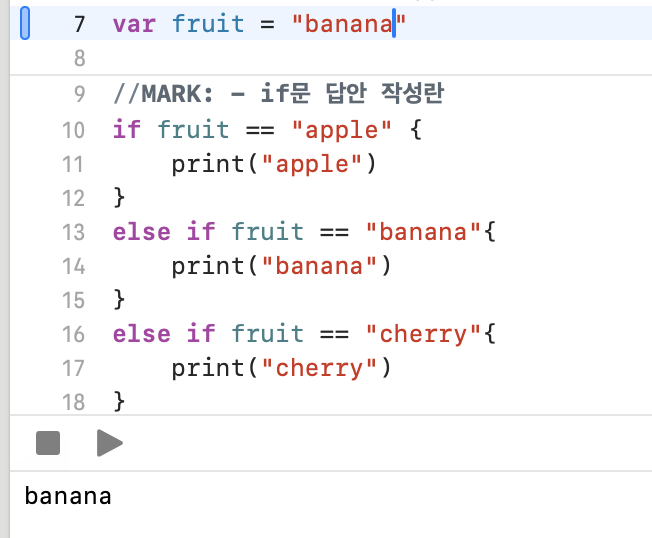 7 var fruit = "banana"
8
9 //MARK: - if문 답안 작성란
10 if fruit == "apple" {
11     print("apple")
12 }
13 else if fruit == "banana"{
14     print("banana")
15 }
16 else if fruit == "cherry"{
17     print("cherry")
18 }
banana